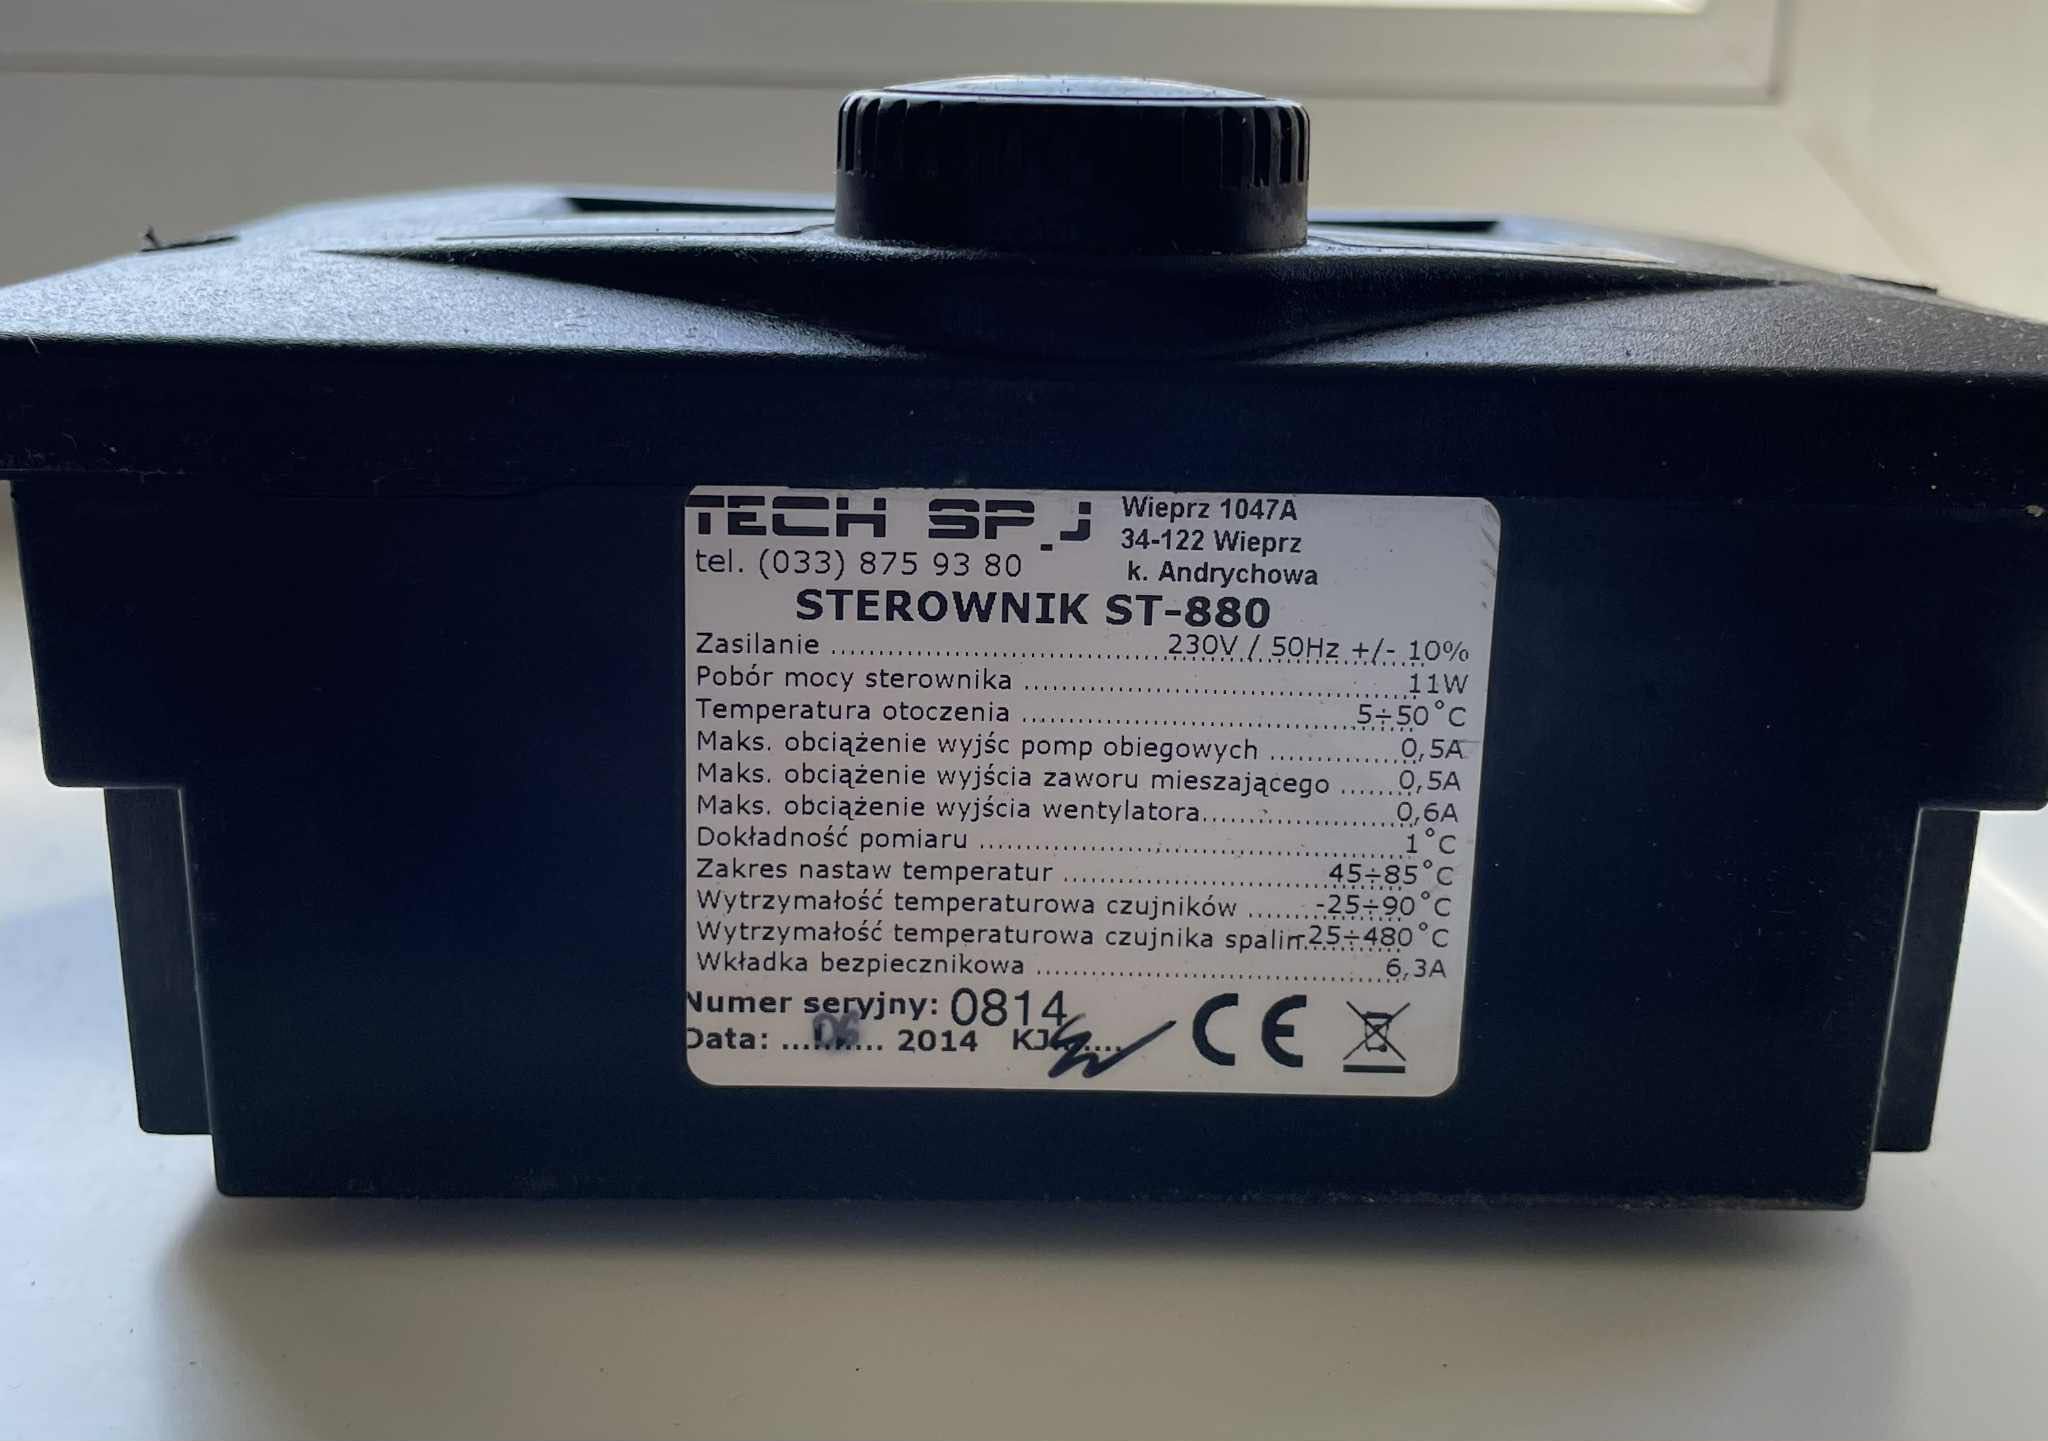 TECH SP.J
Wieprz 1047A
34-122 Wieprz
k. Andrychowa
tel. (033) 875 93 80
STEROWNIK ST-880
Zasilanie ........................................ 230V / 50Hz +/- 10%
Pobór mocy sterownika ........................................ 11W
Temperatura otoczenia ........................................ 5÷50°C
Maks. obciążenie wyjśc pomp obiegowych .................. 0,5A
Maks. obciążenie wyjścia zaworu mieszającego ........ 0,5A
Maks. obciążenie wyjścia wentylatora........................ 0,6A
Dokładność pomiaru ........................................ 1°C
Zakres nastaw temperatur .............................. 45÷85°C
Wytrzymałość temperaturowa czujników ........ -25÷90°C
Wytrzymałość temperaturowa czujnika spalin-25÷480°C
Wkładka bezpiecznikowa ........................................ 6,3A
Numer seryjny: 0814
Data: .......... 2014 KJ
CE